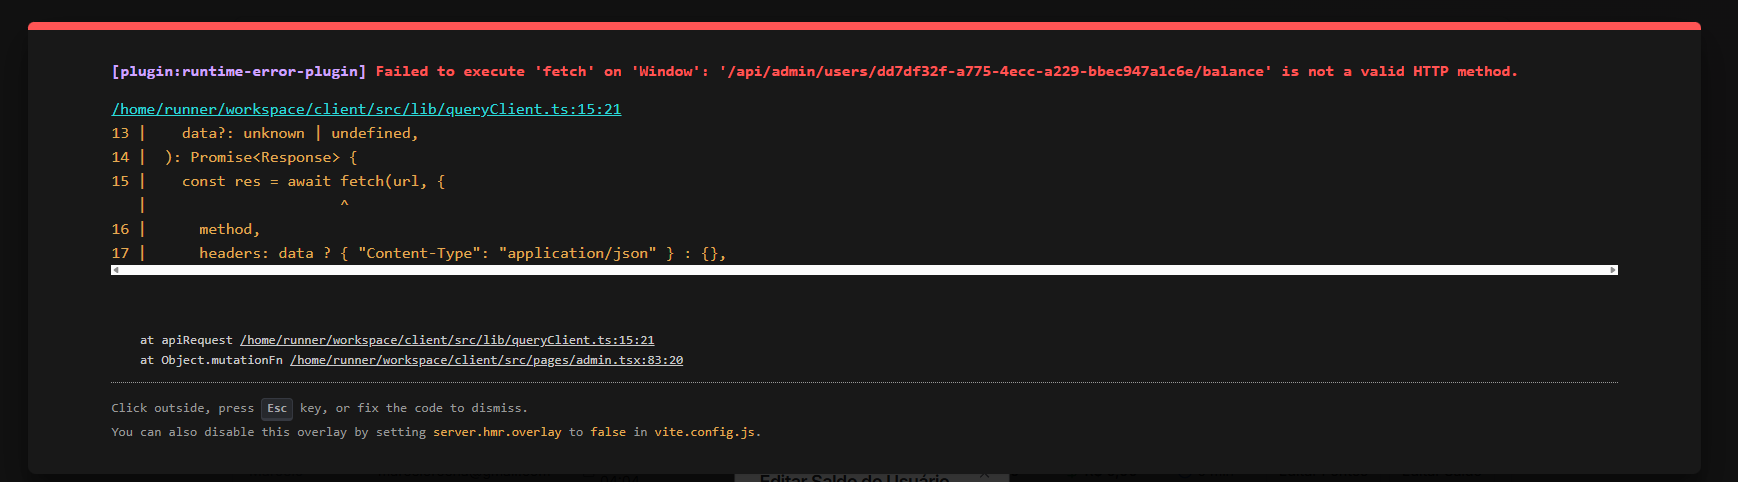 [plugin:runtime-error-plugin] Failed to execute 'fetch' on 'Window': '/api/admin/users/dd7df32f-a775-4ecc-a229-bbec947a1c6e/balance' is not a valid HTTP method.
/home/runner/workspace/client/src/lib/queryClient.ts:15:21
13 |    data?: unknown | undefined,
14 |  ): Promise<Response> {
15 |    const res = await fetch(url, {
   |                      ^
16 |      method,
17 |      headers: data ? { "Content-Type": "application/json" } : {},
at apiRequest /home/runner/workspace/client/src/lib/queryClient.ts:15:21
at Object.mutationFn /home/runner/workspace/client/src/pages/admin.tsx:83:20
Click outside, press Esc key, or fix the code to dismiss.
You can also disable this overlay by setting server.hmr.overlay to false in vite.config.js.
Editar Saldo do Usuário